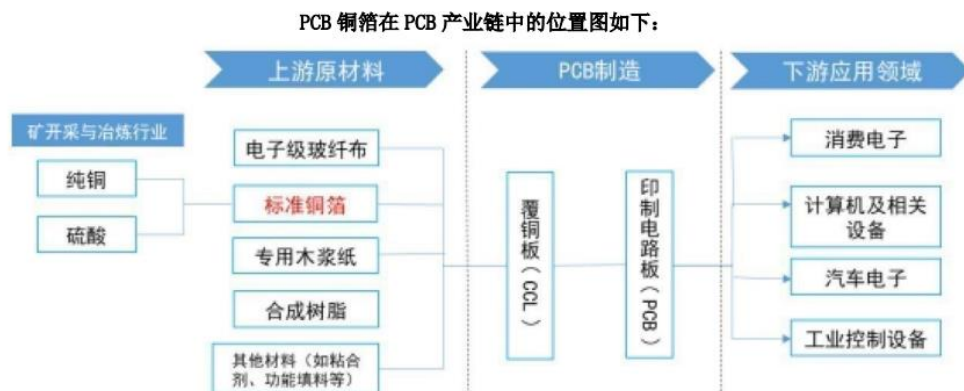 PCB 铜箔在 PCB 产业链中的位置图如下：
上游原材料
PCB制造
下游应用领域
矿开采与冶炼行业
纯铜
硫酸
电子级玻纤布
标准铜箔
专用木浆纸
合成树脂
其他材料（如粘合
剂、功能填料等）
覆铜板（CCL）
印制电路板（PCB）
消费电子
计算机及相关
设备
汽车电子
工业控制设备